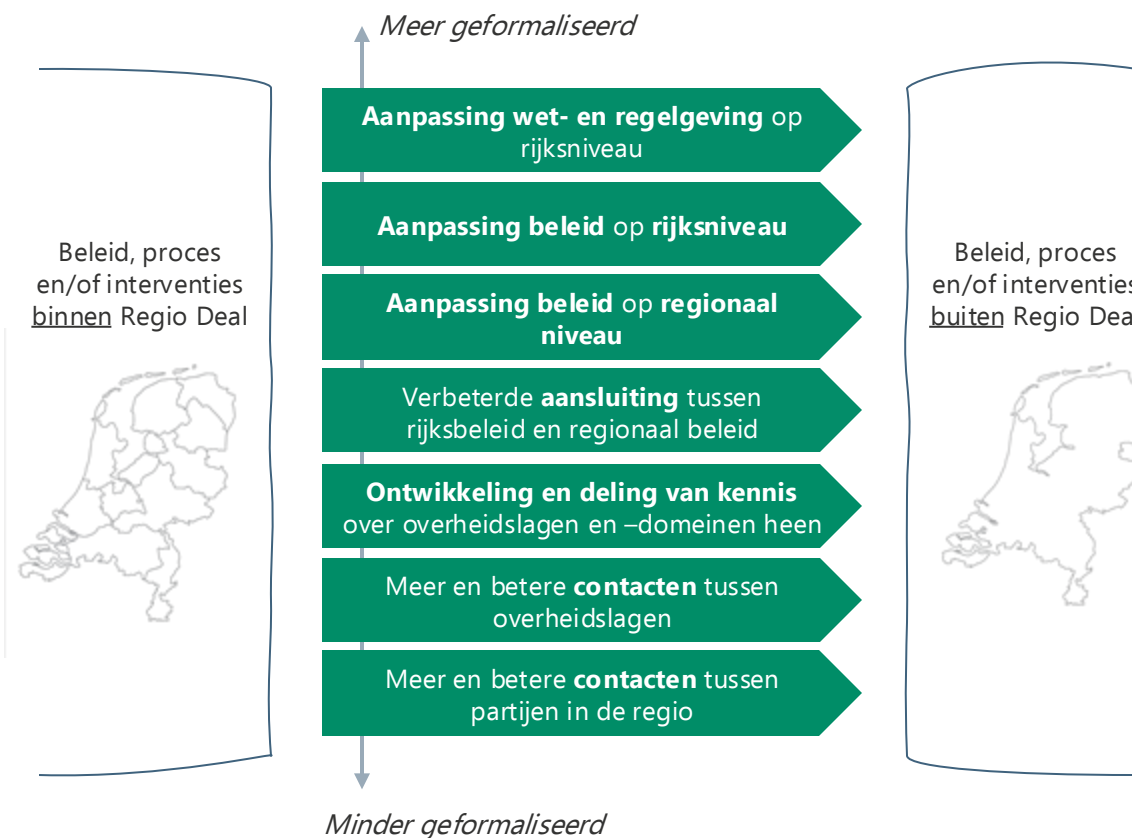 Meer geformaliseerd
Aanpassing wet- en regelgeving op
rijksniveau
Aanpassing beleid op rijksniveau
Aanpassing beleid op regionaal
niveau
Verbeterde aansluiting tussen
rijksbeleid en regionaal beleid
Ontwikkeling en deling van kennis
over overheidslagen en –domeinen heen
Meer en betere contacten tussen
overheidslagen
Meer en betere contacten tussen
partijen in de regio
Minder geformaliseerd
Beleid, proces
en/of interventies
binnen Regio Deal
Beleid, proces
en/of interventies
buiten Regio Deal